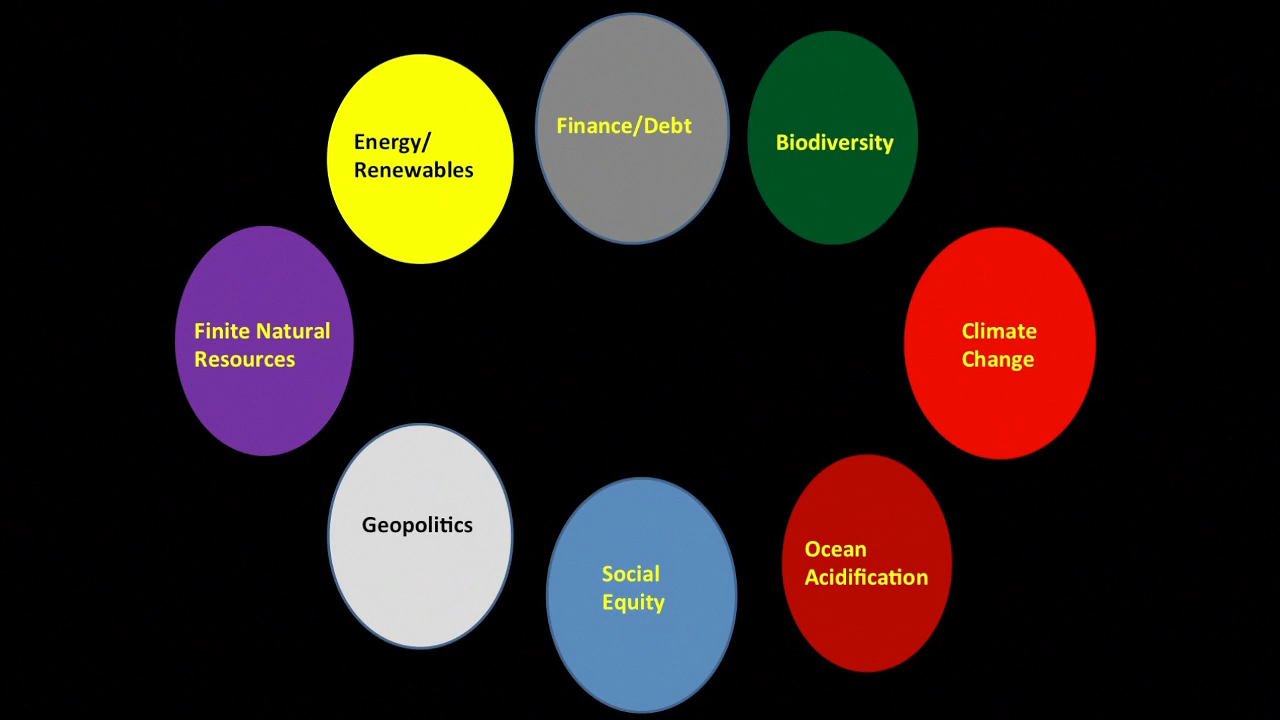 Finance/Debt
Energy/
Renewables
Biodiversity
Finite Natural
Resources
Climate
Change
Geopolitics
Ocean
Acidification
Social
Equity